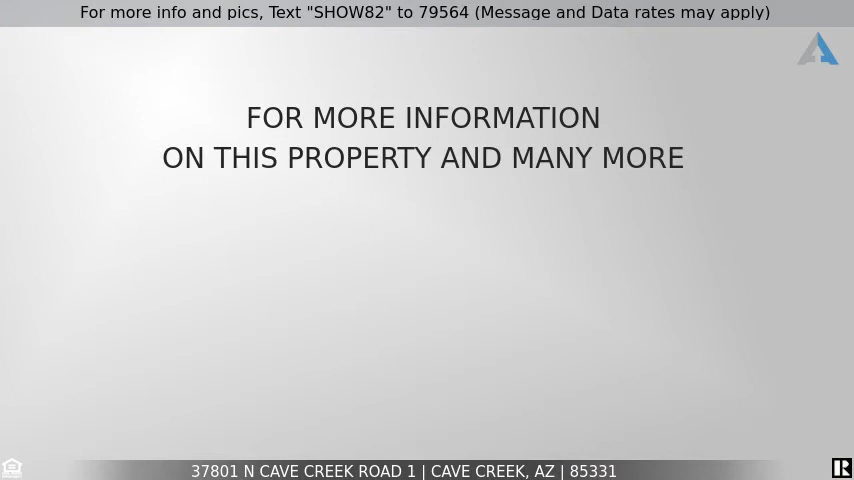 For more info and pics, Text "SHOW82" to 79564 (Message and Data rates may apply)
FOR MORE INFORMATION
ON THIS PROPERTY AND MANY MORE
37801 N CAVE CREEK ROAD 1 | CAVE CREEK, AZ | 85331